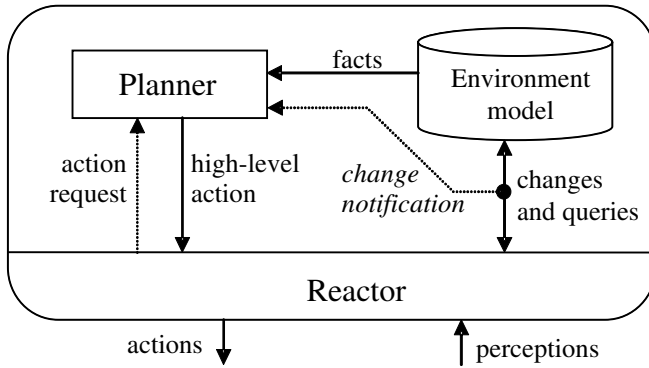 facts
Planner
Environment
model
action
request
high-level
action
change
notification
changes
and queries
Reactor
actions
perceptions